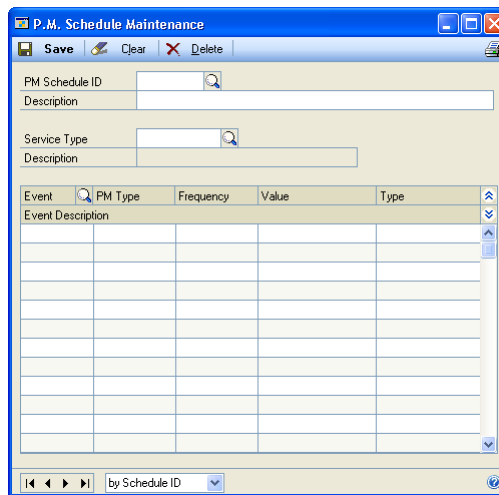 P.M. Schedule Maintenance
Save Clear Delete
PM Schedule ID
Description
Service Type
Description
Event PM Type Frequency Value Type
Event Description
by Schedule ID